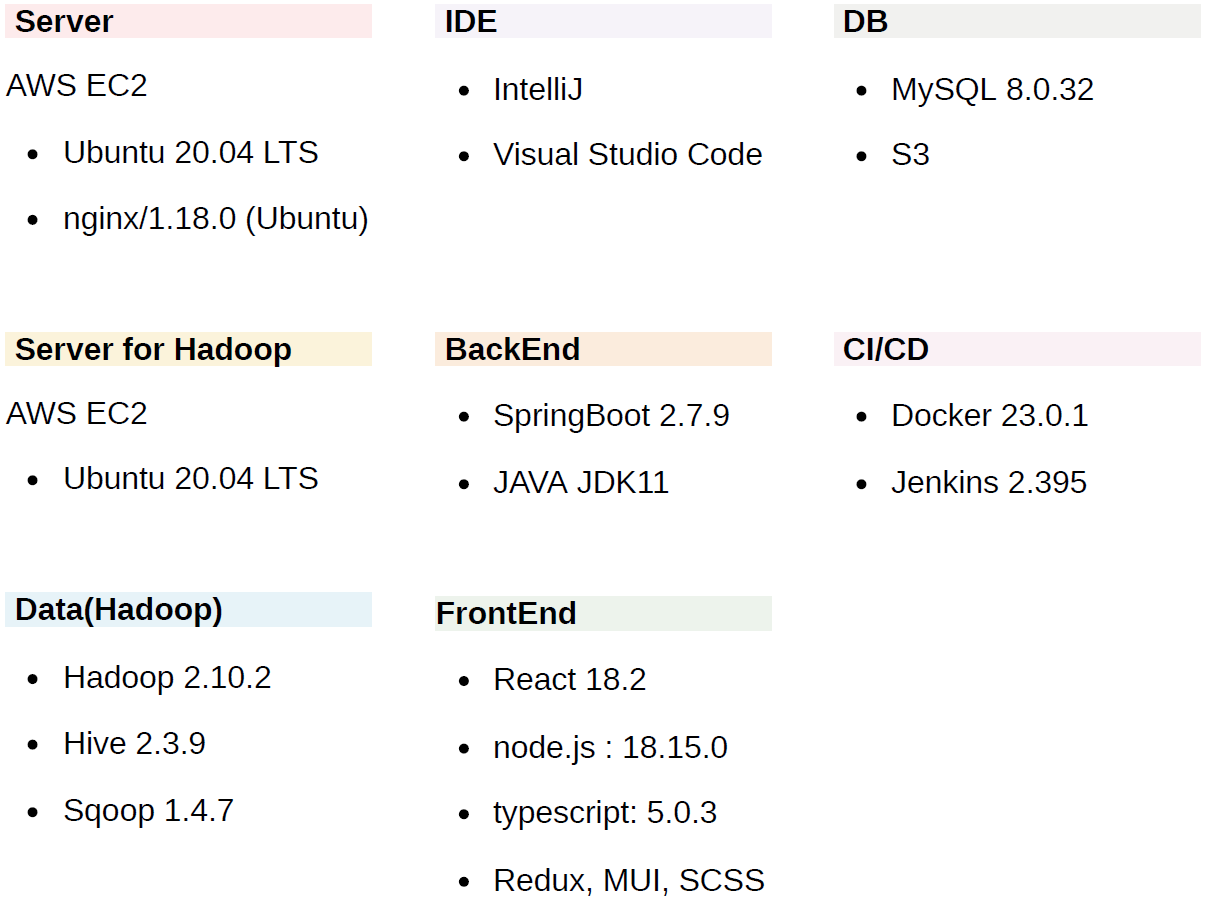 Server
AWS EC2
Ubuntu 20.04 LTS
nginx/1.18.0 (Ubuntu)
IDE
IntelliJ
Visual Studio Code
DB
MySQL 8.0.32
S3
Server for Hadoop
AWS EC2
Ubuntu 20.04 LTS
BackEnd
SpringBoot 2.7.9
JAVA JDK11
CI/CD
Docker 23.0.1
Jenkins 2.395
Data(Hadoop)
Hadoop 2.10.2
Hive 2.3.9
Sqoop 1.4.7
FrontEnd
React 18.2
node.js : 18.15.0
typescript: 5.0.3
Redux, MUI, SCSS